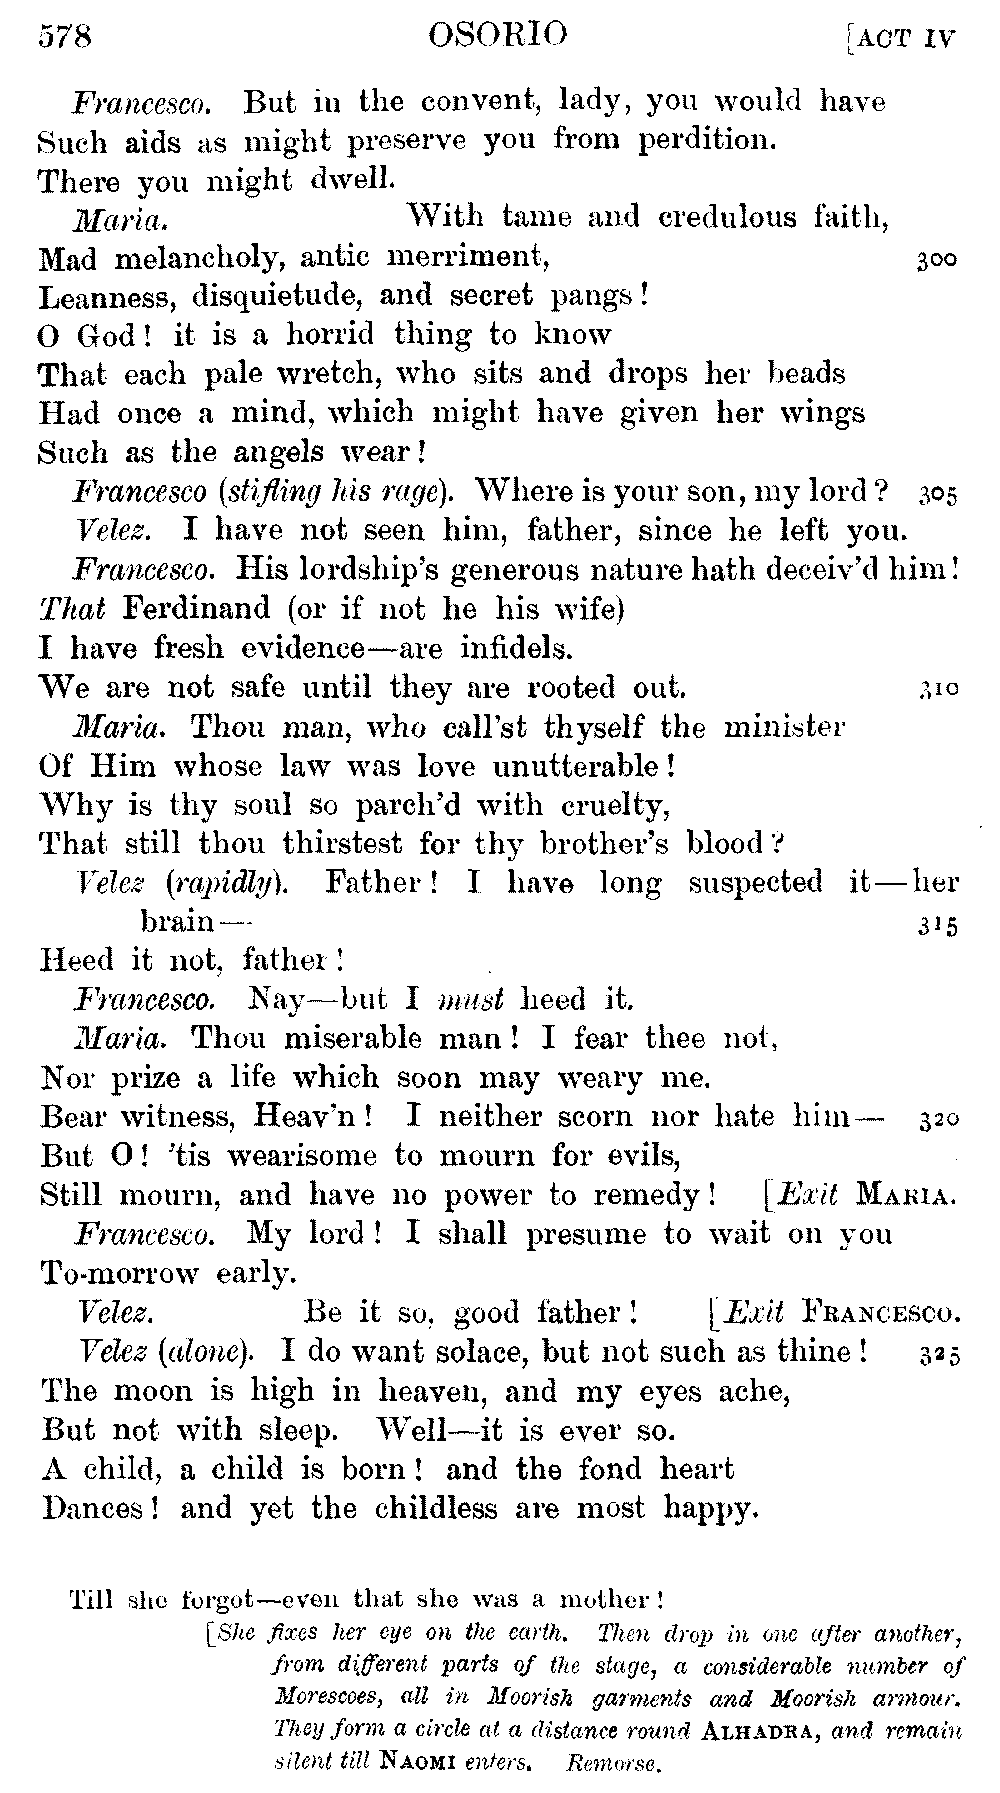 578 OSORIO [ACT IV
Francesco. But in the convent, lady, you would have
Such aids as might preserve you from perdition.
There you might dwell.
Maria. With tame and credulous faith,
Mad melancholy, antic merriment, 300
Leanness, disquietude, and secret pangs!
O God! it is a horrid thing to know
That each pale wretch, who sits and drops her beads
Had once a mind, which might have given her wings
Such as the angels wear!
Francesco (stifling his rage). Where is your son, my lord? 305
Velez. I have not seen him, father, since he left you.
Francesco. His lordship's generous nature hath deceiv'd him!
That Ferdinand (or if not he his wife)
I have fresh evidence—are infidels.
We are not safe until they are rooted out. 310
Maria. Thou man, who call'st thyself the minister
Of Him whose law was love unutterable!
Why is thy soul so parch'd with cruelty,
That still thou thirstest for thy brother's blood?
Velez (rapidly). Father! I have long suspected it—her
brain— 315
Heed it not, father!
Francesco. Nay—but I must heed it.
Maria. Thou miserable man! I fear thee not,
Nor prize a life which soon may weary me.
Bear witness, Heav'n! I neither scorn nor hate him— 320
But O! 'tis wearisome to mourn for evils,
Still mourn, and have no power to remedy! [Exit MARIA.
Francesco. My lord! I shall presume to wait on you
To-morrow early.
Velez. Be it so, good father! [Exit FRANCESCO.
Velez (alone). I do want solace, but not such as thine! 325
The moon is high in heaven, and my eyes ache,
But not with sleep. Well—it is ever so.
A child, a child is born! and the fond heart
Dances! and yet the childless are most happy.
Till she forgot—even that she was a mother!
[She fixes her eye on the earth. Then drop in one after another,
from different parts of the stage, a considerable number of
Morescoes, all in Moorish garments and Moorish armour.
They form a circle at a distance round ALHADRA, and remain
silent till NAOMI enters. Remorse.